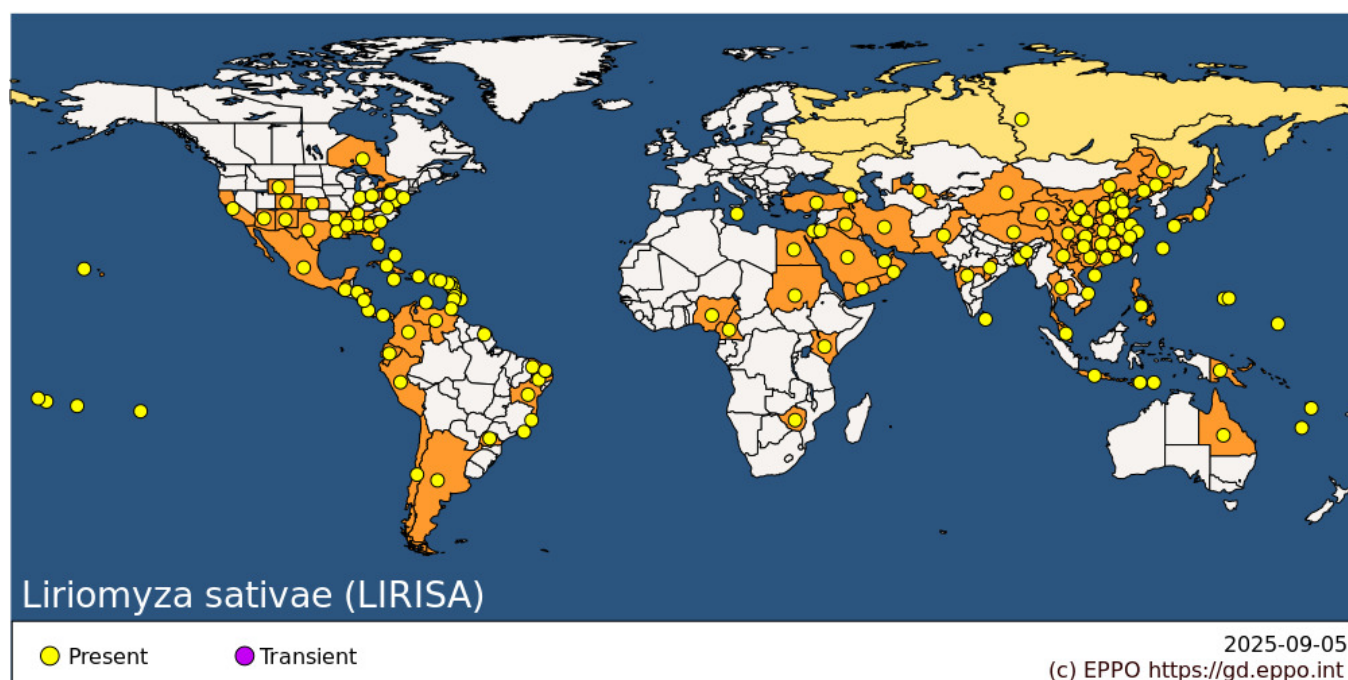 Liriomyza sativae (LIRISA)
Present
Transient
2025-09-05
(c) EPPO https://gd.eppo.int